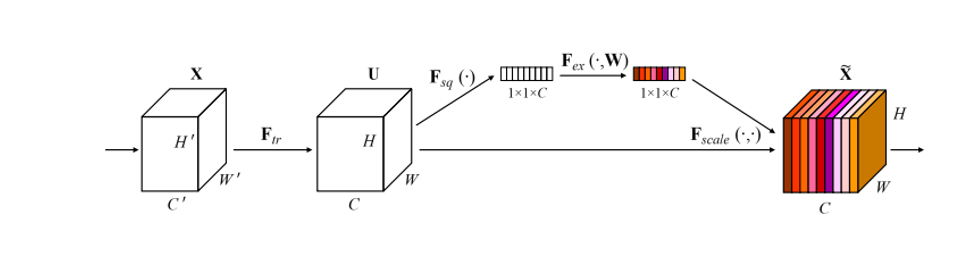 X
H′
W′
C′
F_tr
U
H
W
C
F_sq (·)
1×1×C
F_ex (·,W)
1×1×C
F_scale (·,·)
X̃
H
W
C